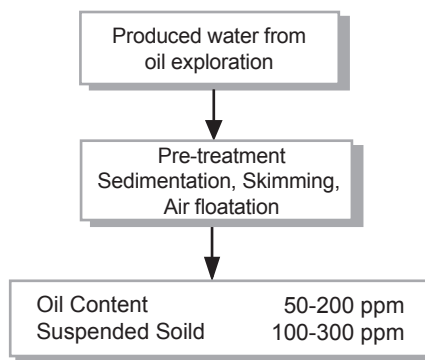 Produced water from
oil exploration
Pre-treatment
Sedimentation, Skimming,
Air floatation
Oil Content 50-200 ppm
Suspended Soild 100-300 ppm